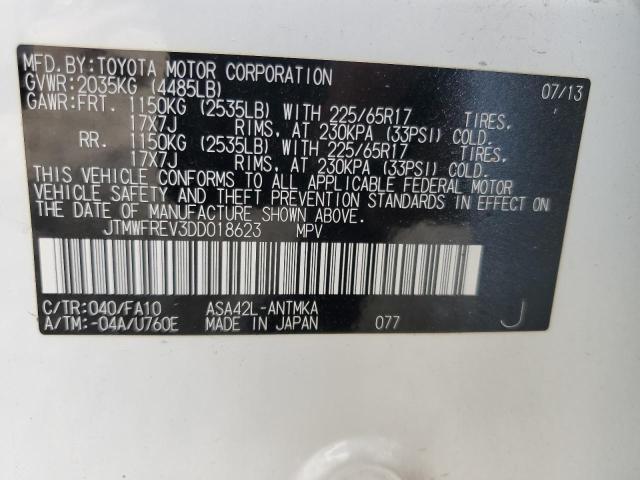 MFD.BY:TOYOTA MOTOR CORPORATION 07/13
GVWR:2035KG (4485LB)
GAWR:FRT. 1150KG (2535LB) WITH 225/65R17 TIRES,
17X7J RIMS, AT 230KPA (33PSI) COLD.
RR. 1150KG (2535LB) WITH 225/65R17 TIRES,
17X7J RIMS, AT 230KPA (33PSI) COLD.
THIS VEHICLE CONFORMS TO ALL APPLICABLE FEDERAL MOTOR
VEHICLE SAFETY AND THEFT PREVENTION STANDARDS IN EFFECT ON
THE DATE OF MANUFACTURE SHOWN ABOVE.
JTMWFREV3DD018623 MPV
C/TR:040/FA10 ASA42L-ANTMKA
A/TM:-04A/U760E MADE IN JAPAN 077 J